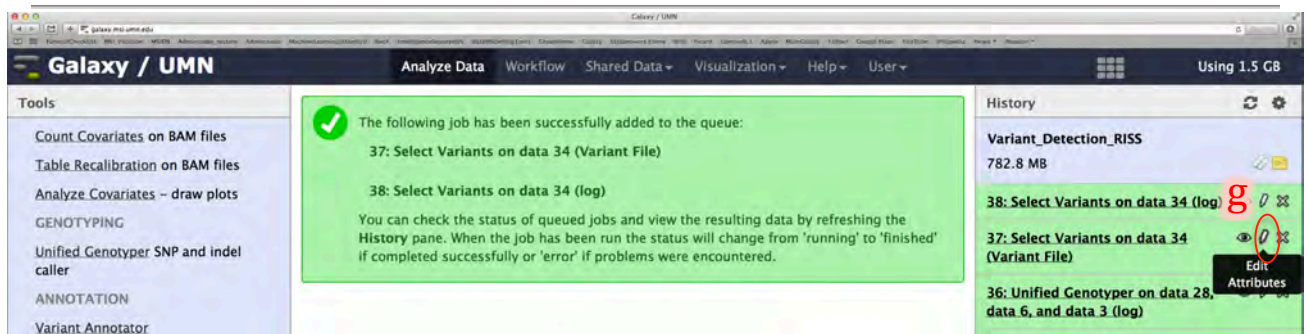 Galaxy / UMN
galaxy.msi.umn.edu
Galaxy / UMN
Analyze Data Workflow Shared Data Visualization Help User
Using 1.5 GB
Tools
Count Covariates on BAM files
Table Recalibration on BAM files
Analyze Covariates – draw plots
GENOTYPING
Unified Genotyper SNP and indel
caller
ANNOTATION
Variant Annotator
The following job has been successfully added to the queue:
37: Select Variants on data 34 (Variant File)
38: Select Variants on data 34 (log)
You can check the status of queued jobs and view the resulting data by refreshing the
History pane. When the job has been run the status will change from 'running' to 'finished'
if completed successfully or 'error' if problems were encountered.
History
Variant_Detection_RISS
782.8 MB
38: Select Variants on data 34 (log)
g
37: Select Variants on data 34
(Variant File)
Edit
Attributes
36: Unified Genotyper on data 28,
data 6, and data 3 (log)